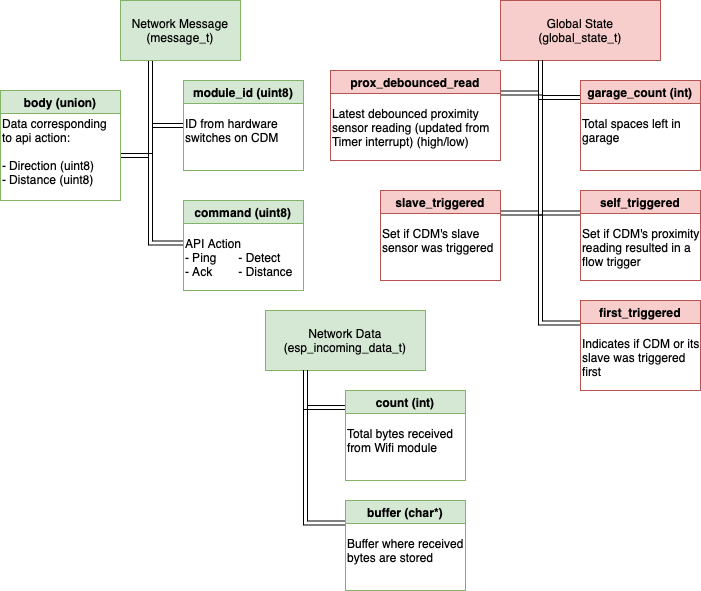 Network Message
(message_t)
body (union)
Data corresponding
to api action:
- Direction (uint8)
- Distance (uint8)
module_id (uint8)
ID from hardware
switches on CDM
command (uint8)
API Action
- Ping - Detect
- Ack - Distance
Global State
(global_state_t)
prox_debounced_read
Latest debounced proximity
sensor reading (updated from
Timer interrupt) (high/low)
garage_count (int)
Total spaces left in
garage
slave_triggered
Set if CDM's slave
sensor was triggered
self_triggered
Set if CDM's proximity
reading resulted in a
flow trigger
first_triggered
Indicates if CDM or its
slave was triggered
first
Network Data
(esp_incoming_data_t)
count (int)
Total bytes received
from Wifi module
buffer (char*)
Buffer where received
bytes are stored